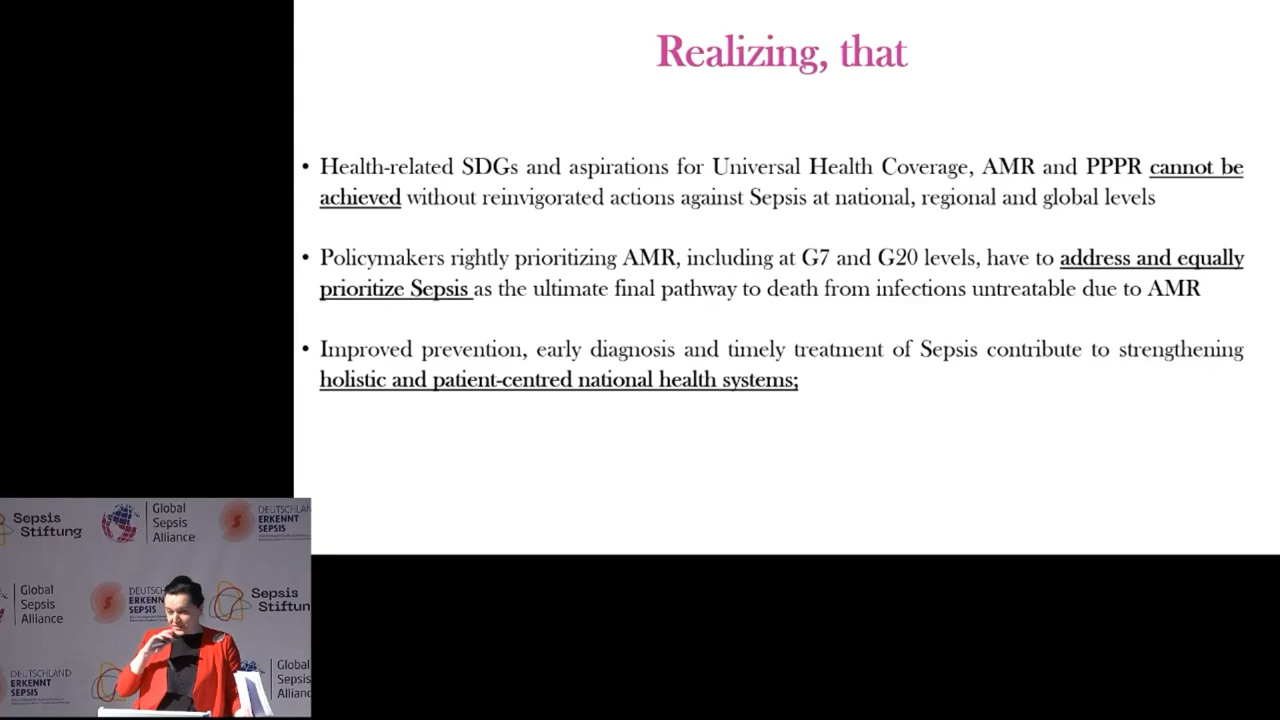 Realizing, that
• Health-related SDGs and aspirations for Universal Health Coverage, AMR and PPPR cannot be
achieved without reinvigorated actions against Sepsis at national, regional and global levels
• Policymakers rightly prioritizing AMR, including at G7 and G20 levels, have to address and equally
prioritize Sepsis as the ultimate final pathway to death from infections untreatable due to AMR
• Improved prevention, early diagnosis and timely treatment of Sepsis contribute to strengthening
holistic and patient-centred national health systems;
Sepsis
Stiftung
Global
Sepsis
Alliance
DEUTSCHLAN
ERKENNT
SEPSIS
Global
Sepsis
Alliance
DEUTSCH
ERKENN
SEPSIS
Sepsis
Stiftun
DEUTSCHLAND
ERKENNT
SEPSIS
Global
Sepsis
Allianc